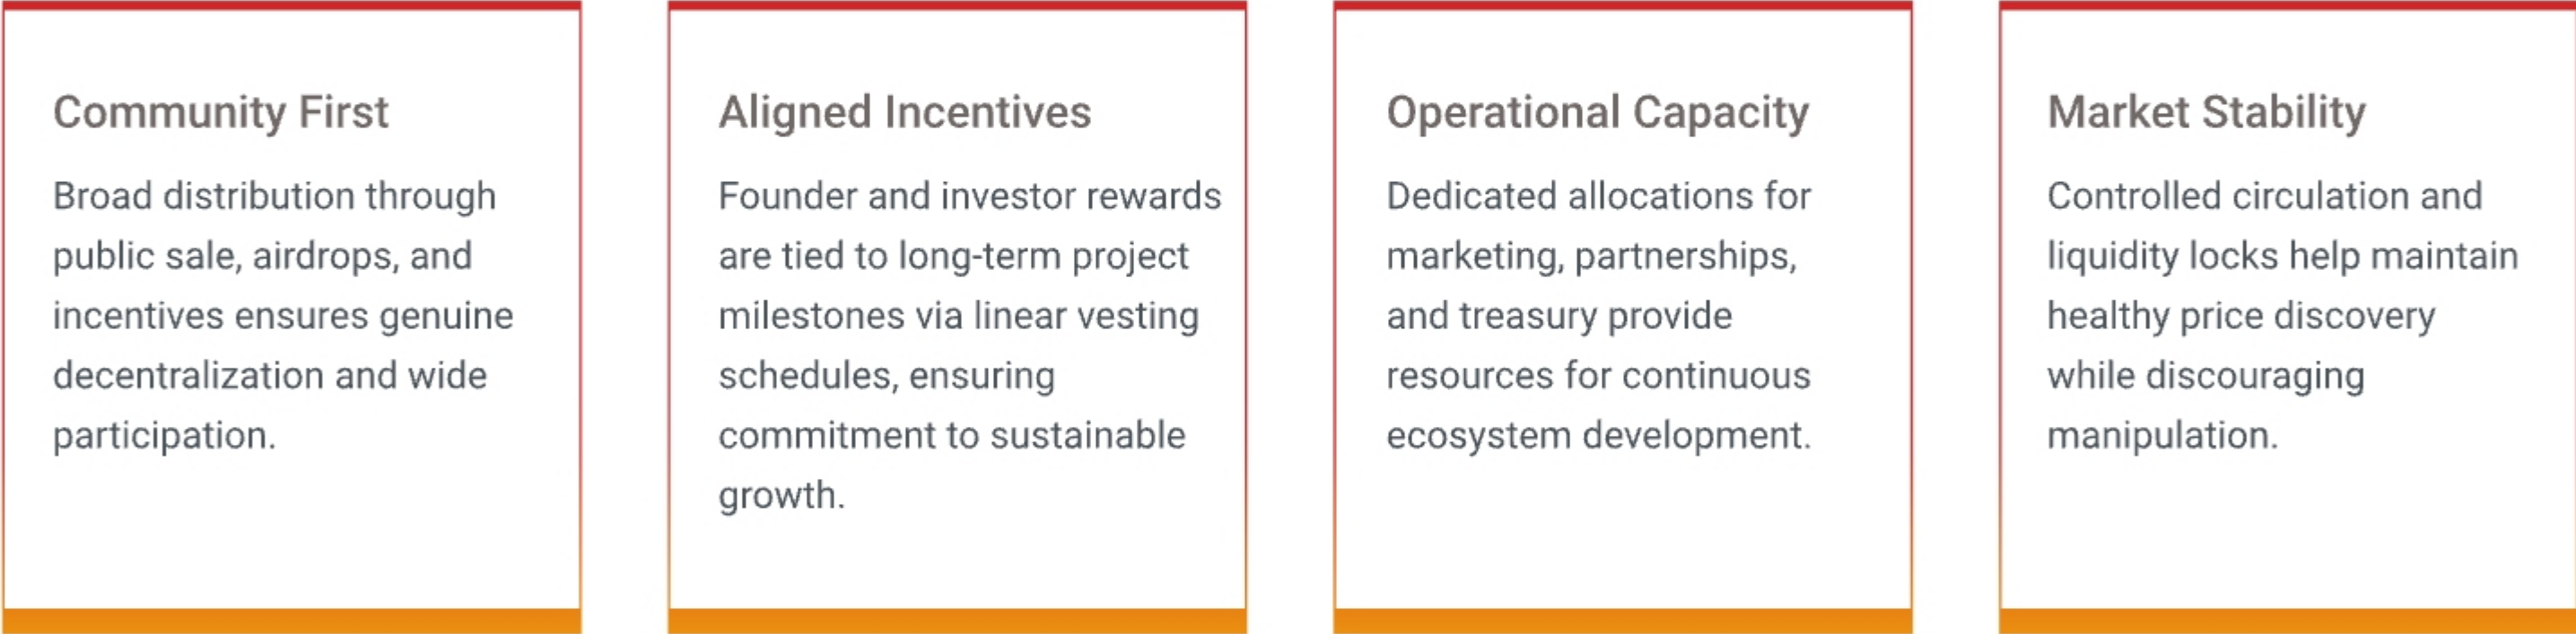 Community First
Broad distribution through
public sale, airdrops, and
incentives ensures genuine
decentralization and wide
participation.
Aligned Incentives
Founder and investor rewards
are tied to long-term project
milestones via linear vesting
schedules, ensuring
commitment to sustainable
growth.
Operational Capacity
Dedicated allocations for
marketing, partnerships,
and treasury provide
resources for continuous
ecosystem development.
Market Stability
Controlled circulation and
liquidity locks help maintain
healthy price discovery
while discouraging
manipulation.